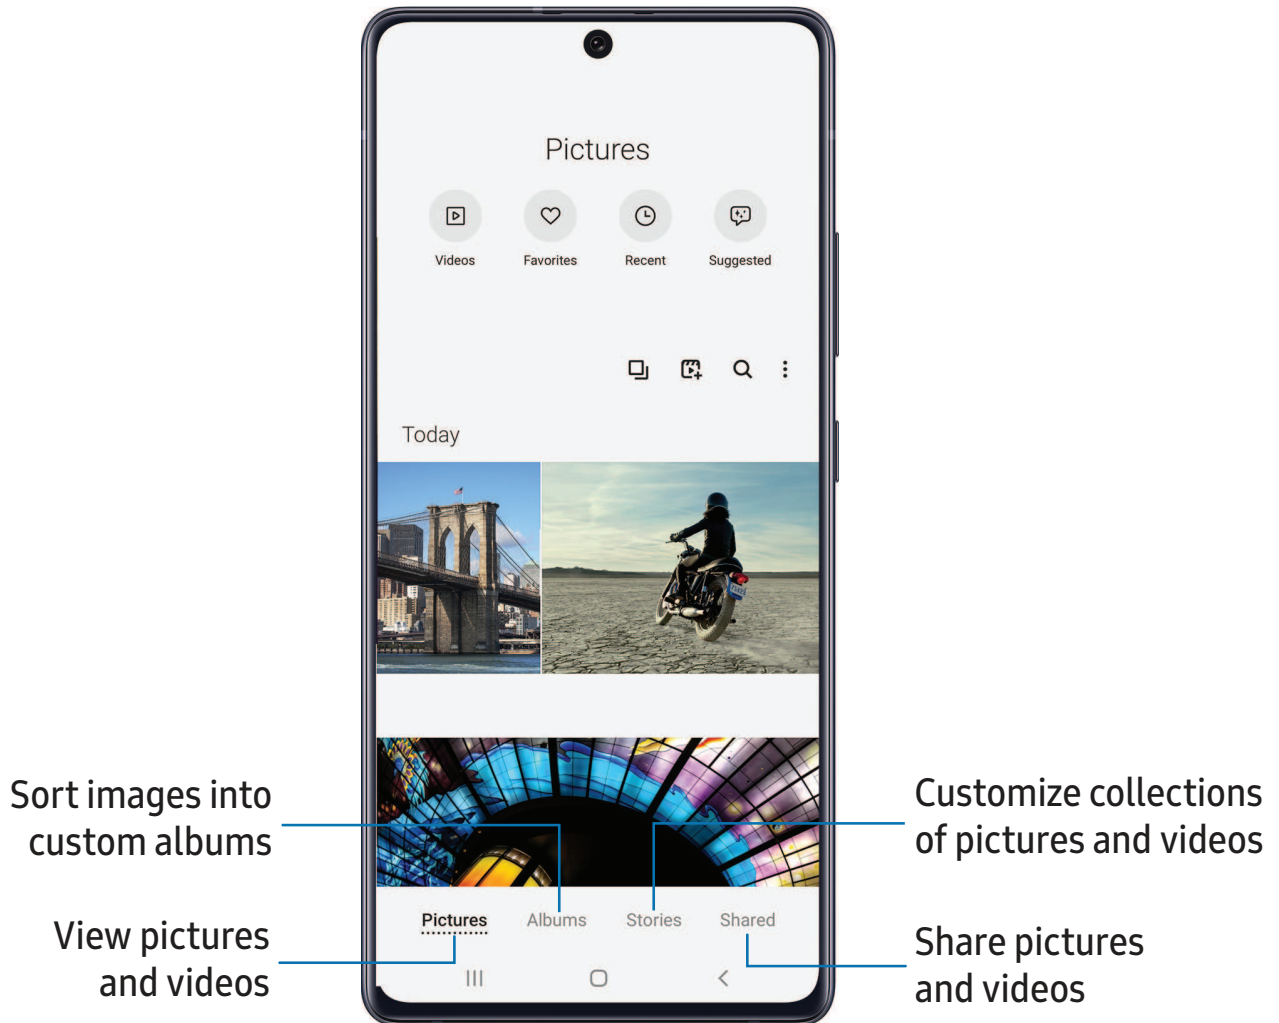 Pictures
Videos
Favorites
Recent
Suggested
Today
Sort images into
custom albums
Customize collections
of pictures and videos
Pictures
Albums
Stories
Shared
View pictures
and videos
Share pictures
and videos